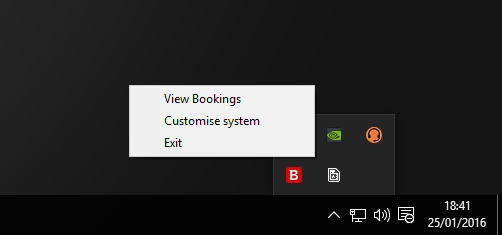 View Bookings
Customise system
Exit
B
18:41
25/01/2016